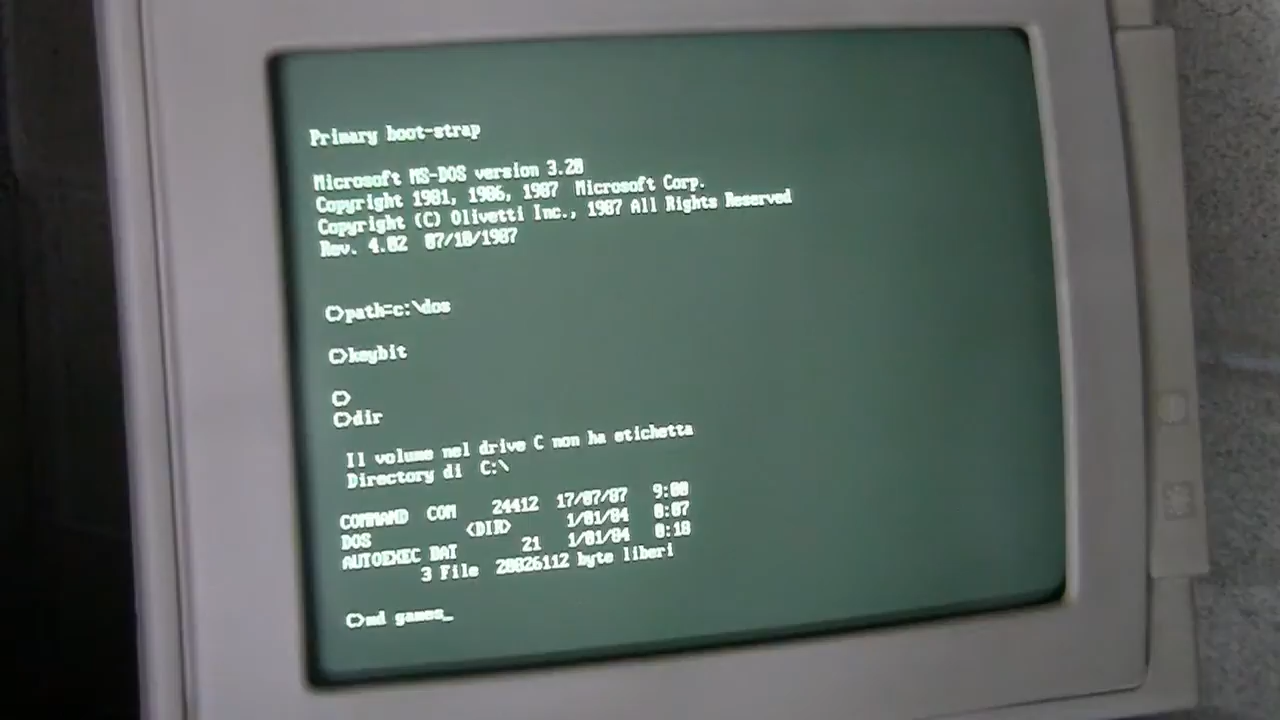 Primary boot-strap
Microsoft MS-DOS version 3.20
Copyright 1981, 1986, 1987 Microsoft Corp.
Copyright (C) Olivetti Inc., 1987 All Rights Reserved
Rev. 4.02 07/10/1987
C>path=c:\dos
C>keybit
C>
C>dir
Il volume nel drive C non ha etichetta
Directory di C:\
COMMAND COM 24412 17/07/87 9:00
DOS <DIR> 1/01/84 0:07
AUTOEXEC BAT 21 1/01/84 0:18
3 File 20826112 byte liberi
C>md games_